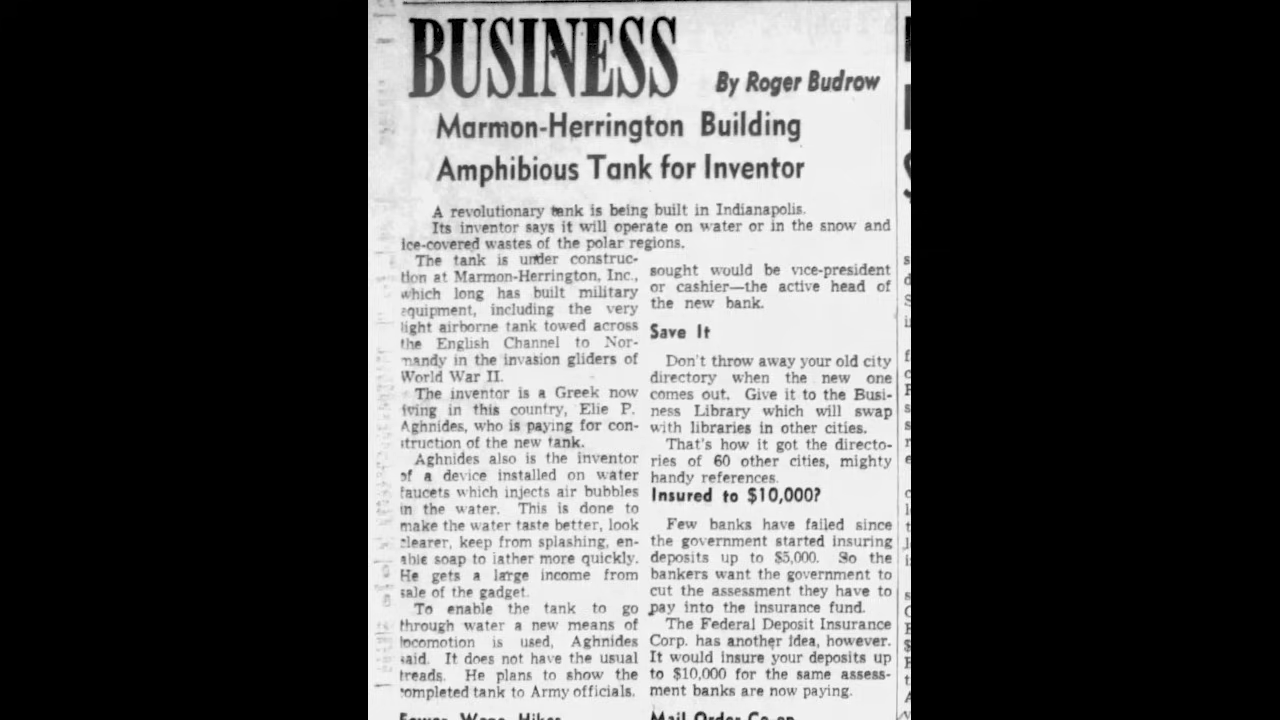 BUSINESS
By Roger Budrow
Marmon-Herrington Building
Amphibious Tank for Inventor
A revolutionary tank is being built in Indianapolis.
Its inventor says it will operate on water or in the snow and
ice-covered wastes of the polar regions.
The tank is under construc-
tion at Marmon-Herrington, Inc.,
which long has built military
equipment, including the very
light airborne tank towed across
the English Channel to Nor-
mandy in the invasion gliders of
World War II.
The inventor is a Greek now
iving in this country, Elie P.
Aghnides, who is paying for con-
struction of the new tank.
Aghnides also is the inventor
of a device installed on water
faucets which injects air bubbles
in the water. This is done to
make the water taste better, look
clearer, keep from splashing, en-
able soap to lather more quickly.
He gets a large income from
sale of the gadget.
To enable the tank to go
through water a new means of
locomotion is used, Aghnides
said. It does not have the usual
treads. He plans to show the
completed tank to Army officials.
sought would be vice-president
or cashier—the active head of
the new bank.
Save It
Don't throw away your old city
directory when the new one
comes out. Give it to the Busi-
ness Library which will swap
with libraries in other cities.
That's how it got the directo-
ries of 60 other cities, mighty
handy references.
Insured to $10,000?
Few banks have failed since
the government started insuring
deposits up to $5,000. So the
bankers want the government to
cut the assessment they have to
pay into the insurance fund.
The Federal Deposit Insurance
Corp. has another idea, however.
It would insure your deposits up
to $10,000 for the same assess-
ment banks are now paying.